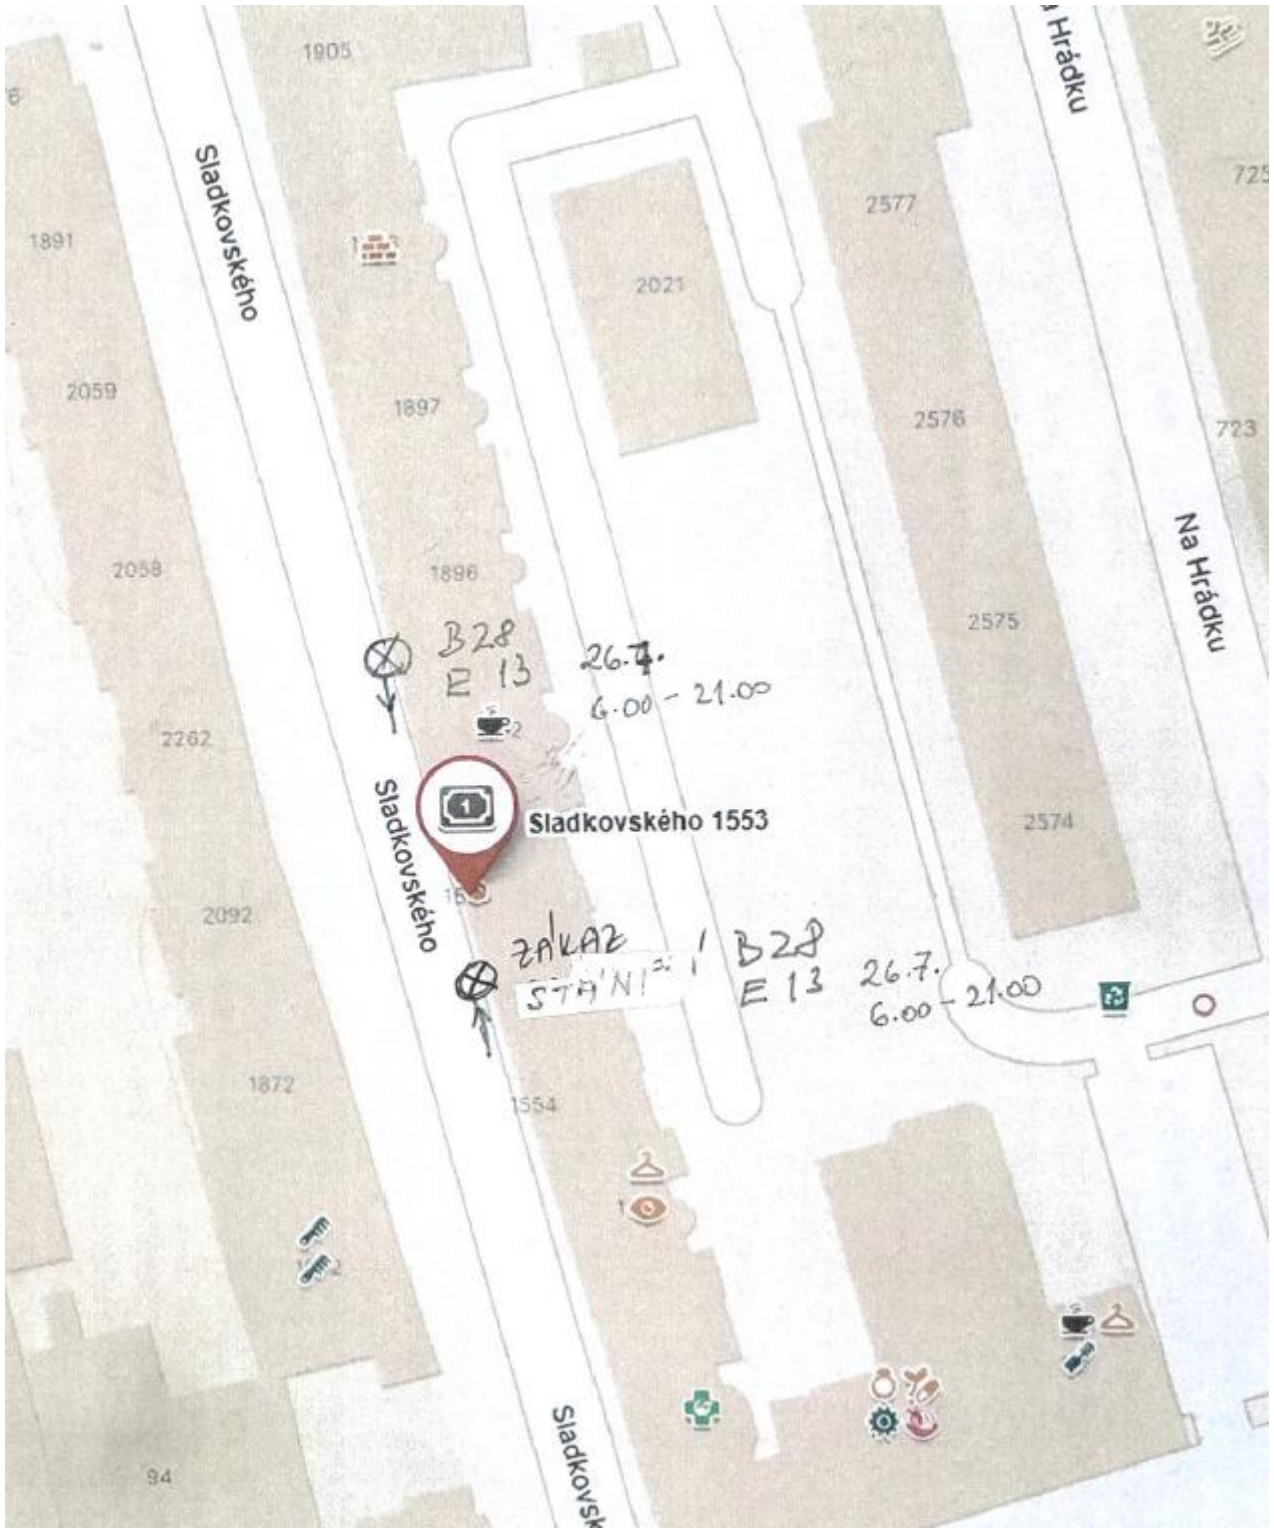 1905
Na Hrádku
Sladkovského
725
2577
1891
2021
2059
1897
2576
723
Na Hrádku
2058
1896
2575
B28
E 13
26.7.
6.00 - 21.00
2262
Sladkovského
1
Sladkovského 1553
2574
2092
ZÁKAZ
STÁNÍ
B28
E 13
26.7.
6.00 - 21.00
1872
1554
94
Sladkovsk